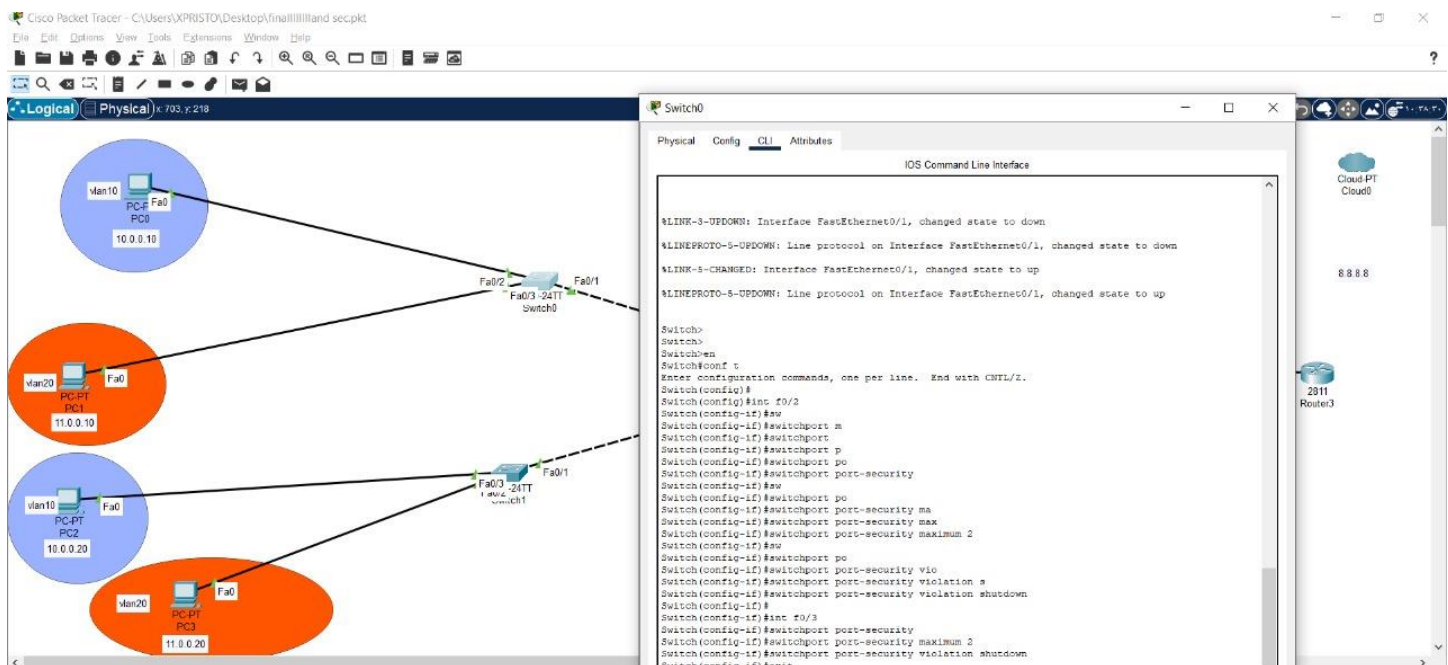 Cisco Packet Tracer - C:\Users\XPRISTO\Desktop\finalllllllland sec.pkt
File Edit Options View Tools Extensions Window Help
?
Logical Physical x: 703, y: 218
Switch0
Physical Config CLI Attributes
IOS Command Line Interface
%LINK-3-UPDOWN: Interface FastEthernet0/1, changed state to down
%LINEPROTO-5-UPDOWN: Line protocol on Interface FastEthernet0/1, changed state to down
%LINK-5-CHANGED: Interface FastEthernet0/1, changed state to up
%LINEPROTO-5-UPDOWN: Line protocol on Interface FastEthernet0/1, changed state to up
Switch>
Switch>
Switch>en
Switch#conf t
Enter configuration commands, one per line. End with CNTL/Z.
Switch(config)#
Switch(config)#int f0/2
Switch(config-if)#sw
Switch(config-if)#switchport m
Switch(config-if)#switchport
Switch(config-if)#switchport p
Switch(config-if)#switchport po
Switch(config-if)#switchport port-security
Switch(config-if)#sw
Switch(config-if)#switchport po
Switch(config-if)#switchport port-security ma
Switch(config-if)#switchport port-security max
Switch(config-if)#switchport port-security maximum 2
Switch(config-if)#sw
Switch(config-if)#switchport po
Switch(config-if)#switchport port-security vio
Switch(config-if)#switchport port-security violation s
Switch(config-if)#switchport port-security violation shutdown
Switch(config-if)#
Switch(config-if)#int f0/3
Switch(config-if)#switchport port-security
Switch(config-if)#switchport port-security maximum 2
Switch(config-if)#switchport port-security violation shutdown
vlan10
Fa0
PC0
10.0.0.10
Fa0/2
Fa0/1
Fa0/3 -24TT
Switch0
vlan20
Fa0
PC-PT
PC1
11.0.0.10
Fa0/1
Fa0/3
-24TT
vlan10
Fa0
PC-PT
PC2
10.0.0.20
vlan20
Fa0
PC-PT
PC3
11.0.0.20
Cloud-PT
Cloud0
8.8.8.8
2811
Router3